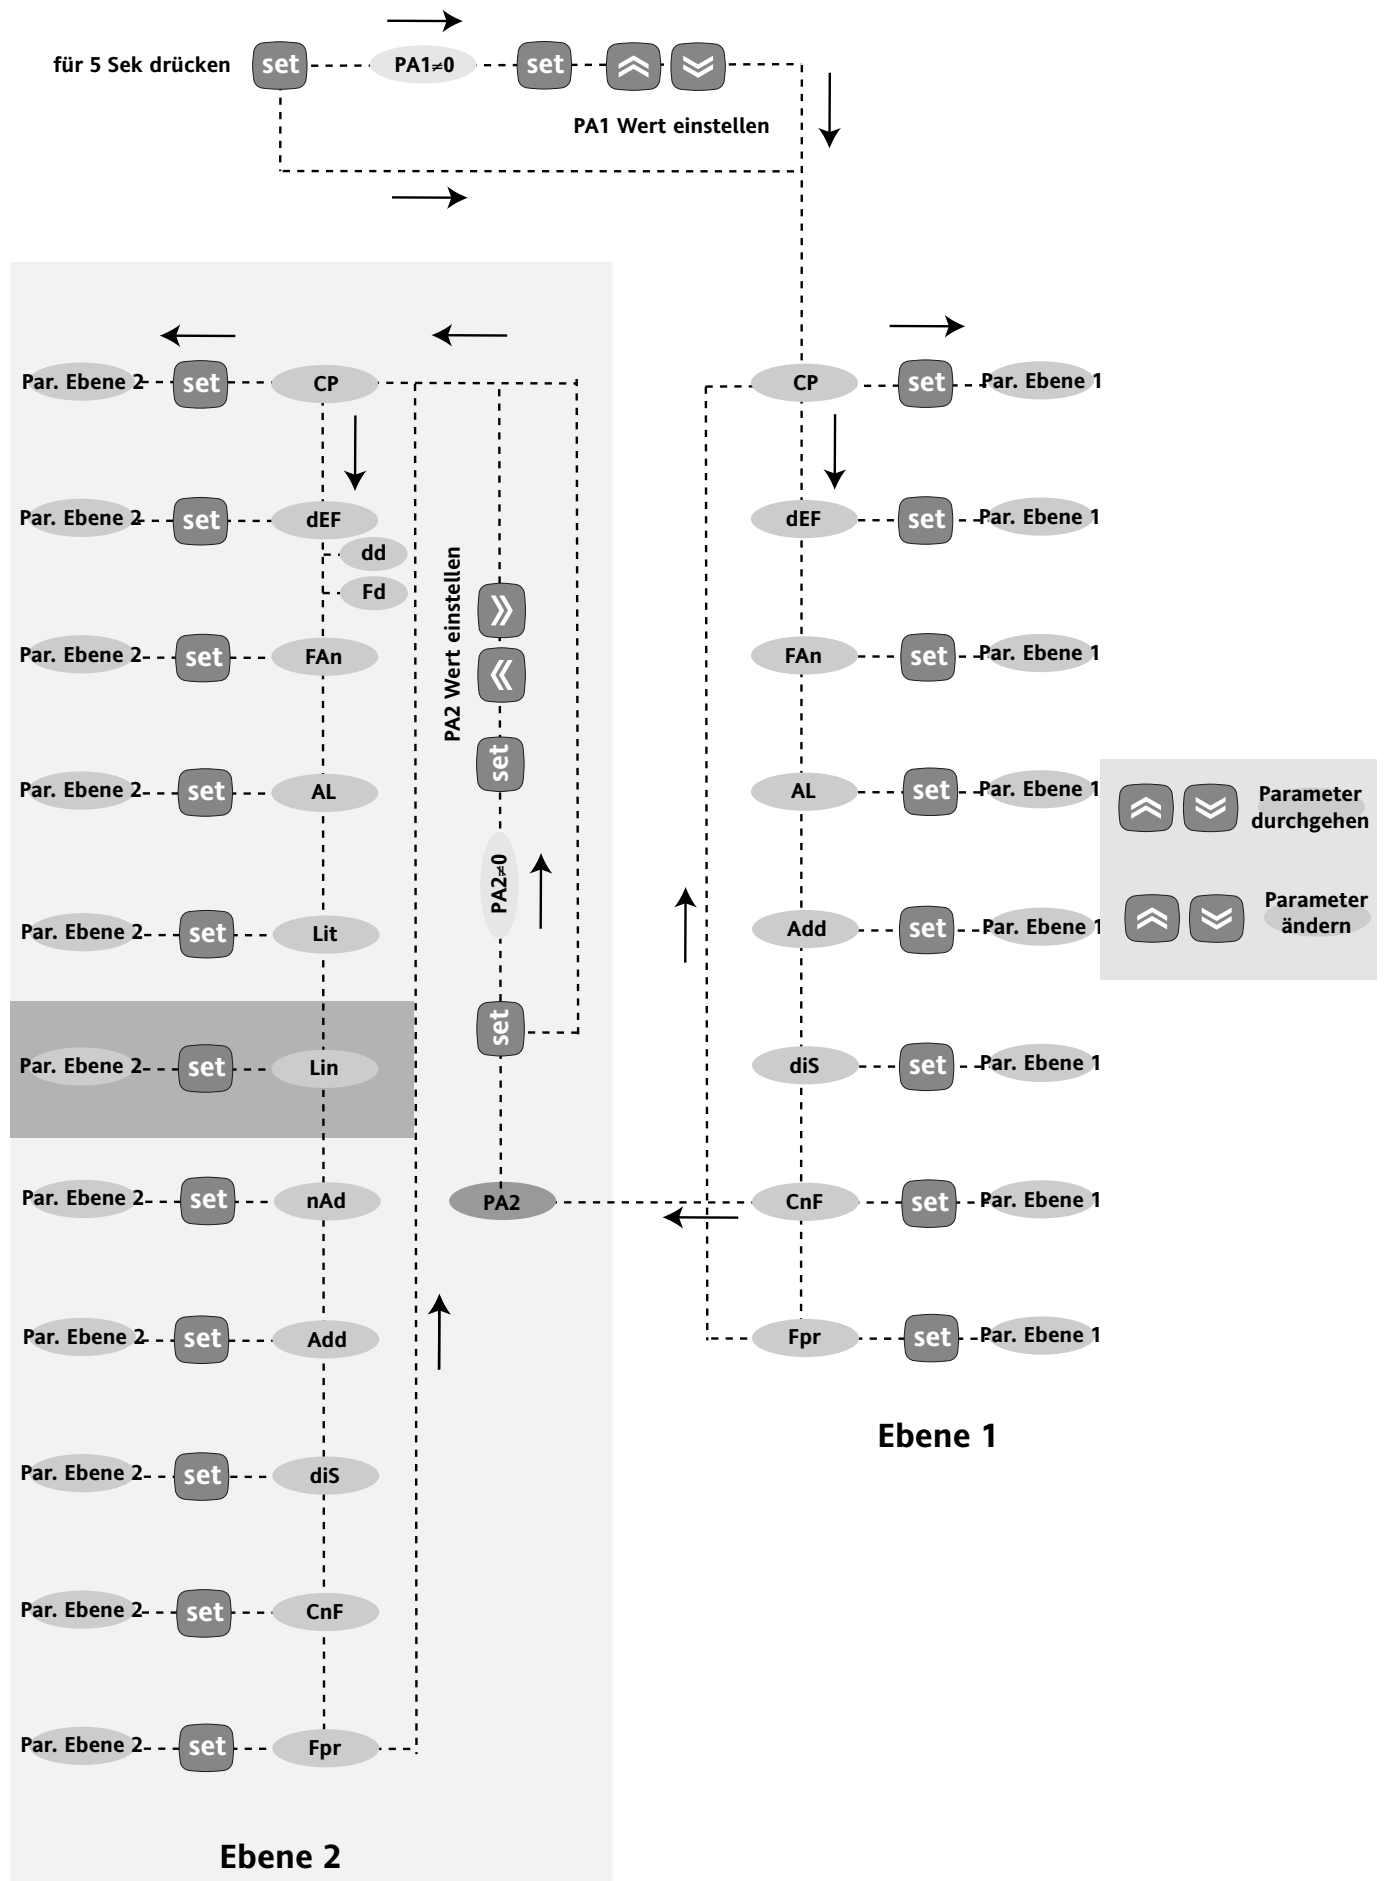 für 5 Sek drücken set PA1≠0 set
PA1 Wert einstellen
Par. Ebene 2 set CP
Par. Ebene 2 set dEF
dd
Fd
Par. Ebene 2 set FAn
Par. Ebene 2 set AL
Par. Ebene 2 set Lit
Par. Ebene 2 set Lin
Par. Ebene 2 set nAd
Par. Ebene 2 set Add
Par. Ebene 2 set diS
Par. Ebene 2 set CnF
Par. Ebene 2 set Fpr
Ebene 2
PA2 Wert einstellen
set
PA2≠0
set
PA2
CP set Par. Ebene 1
dEF set Par. Ebene 1
FAn set Par. Ebene 1
AL set Par. Ebene 1
Add set Par. Ebene 1
diS set Par. Ebene 1
CnF set Par. Ebene 1
Fpr set Par. Ebene 1
Ebene 1
Parameter
durchgehen
Parameter
ändern